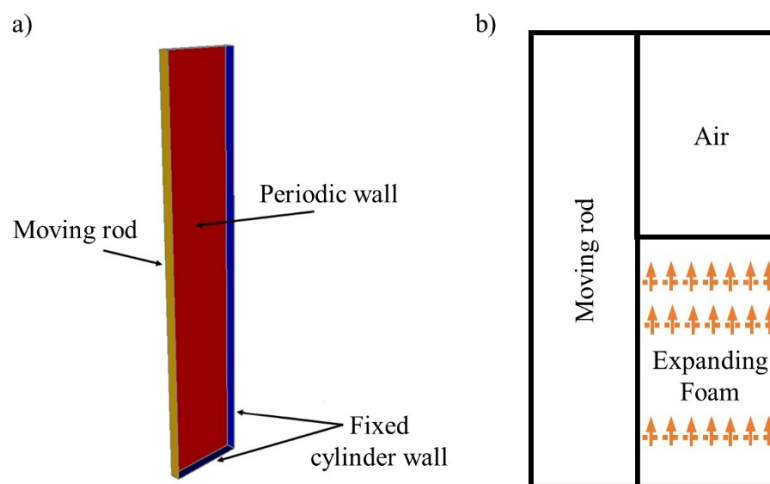 a)
Moving rod
Periodic wall
Fixed
cylinder wall
b)
Moving rod
Air
Expanding
Foam